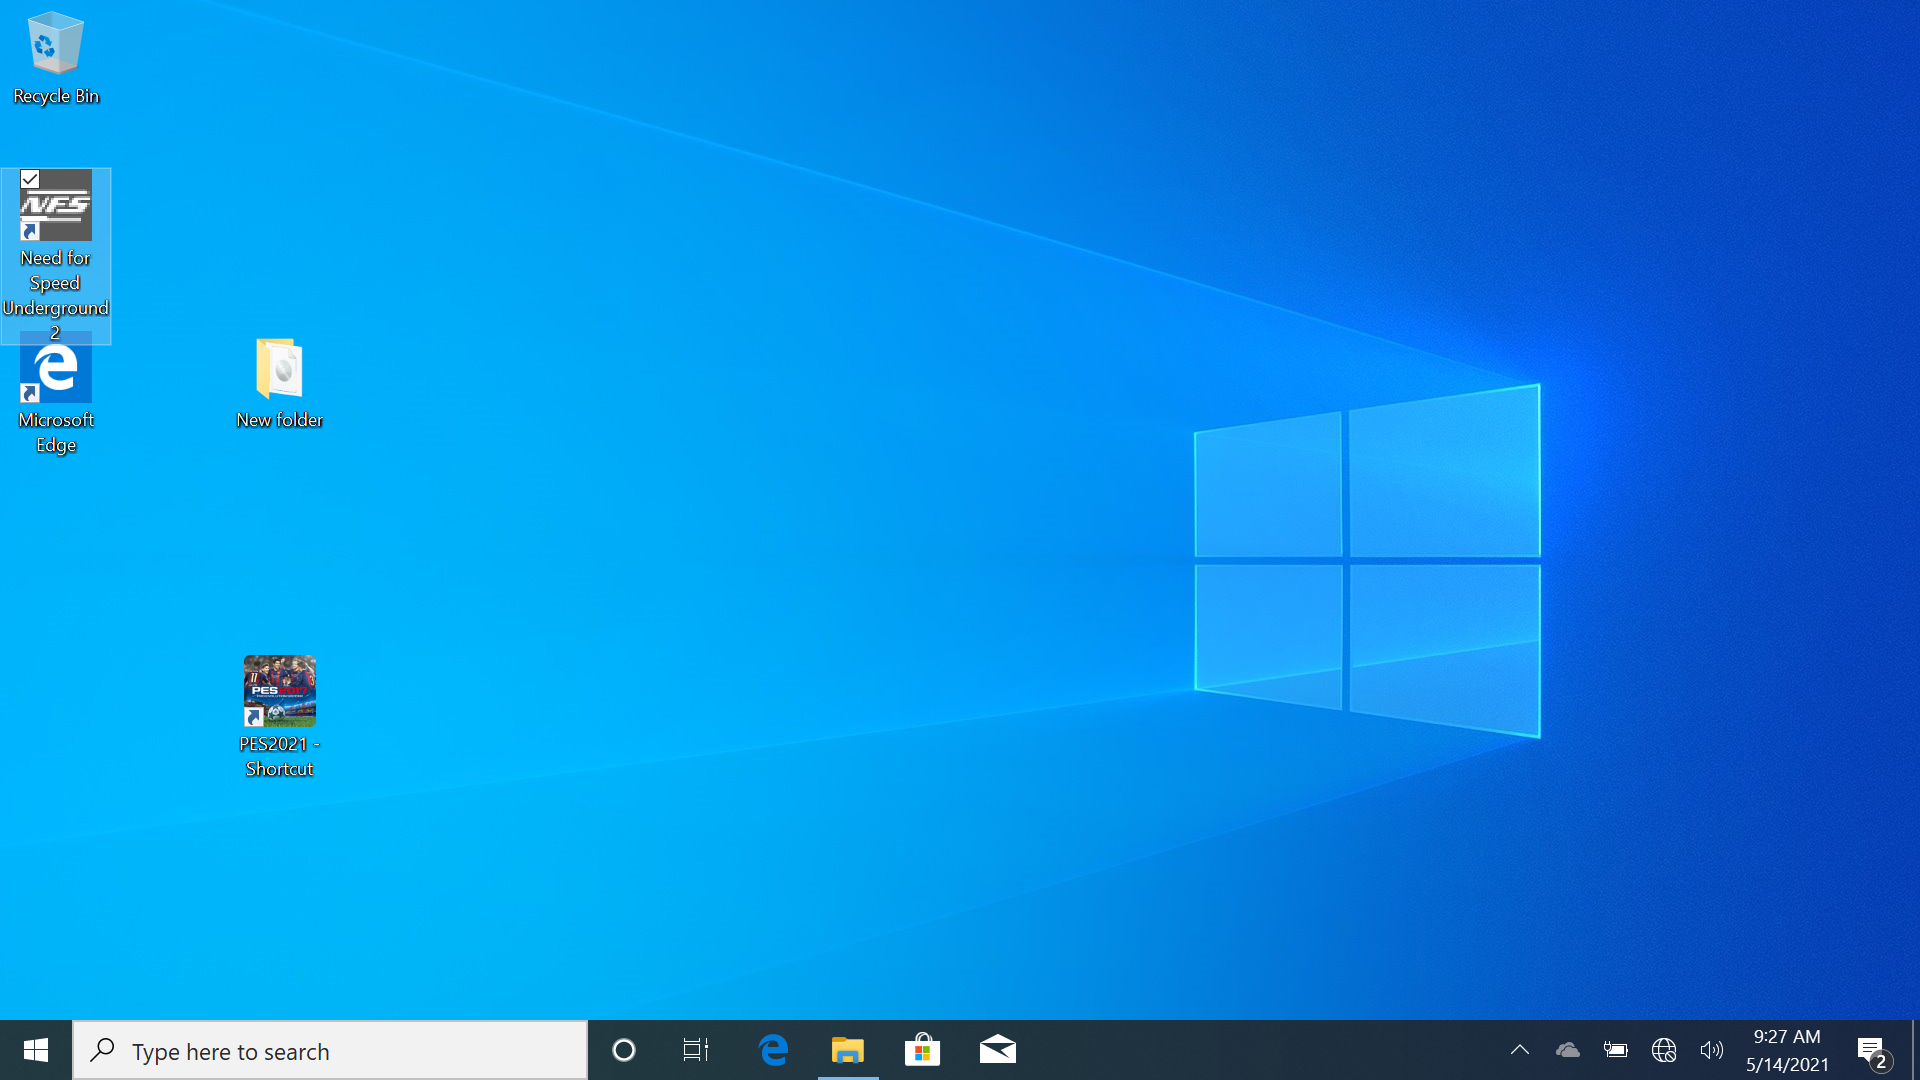 Recycle Bin
NFS
Need for
Speed
Underground
2
Microsoft
Edge
New folder
PES2017
PES2021 -
Shortcut
Type here to search
9:27 AM
5/14/2021
2